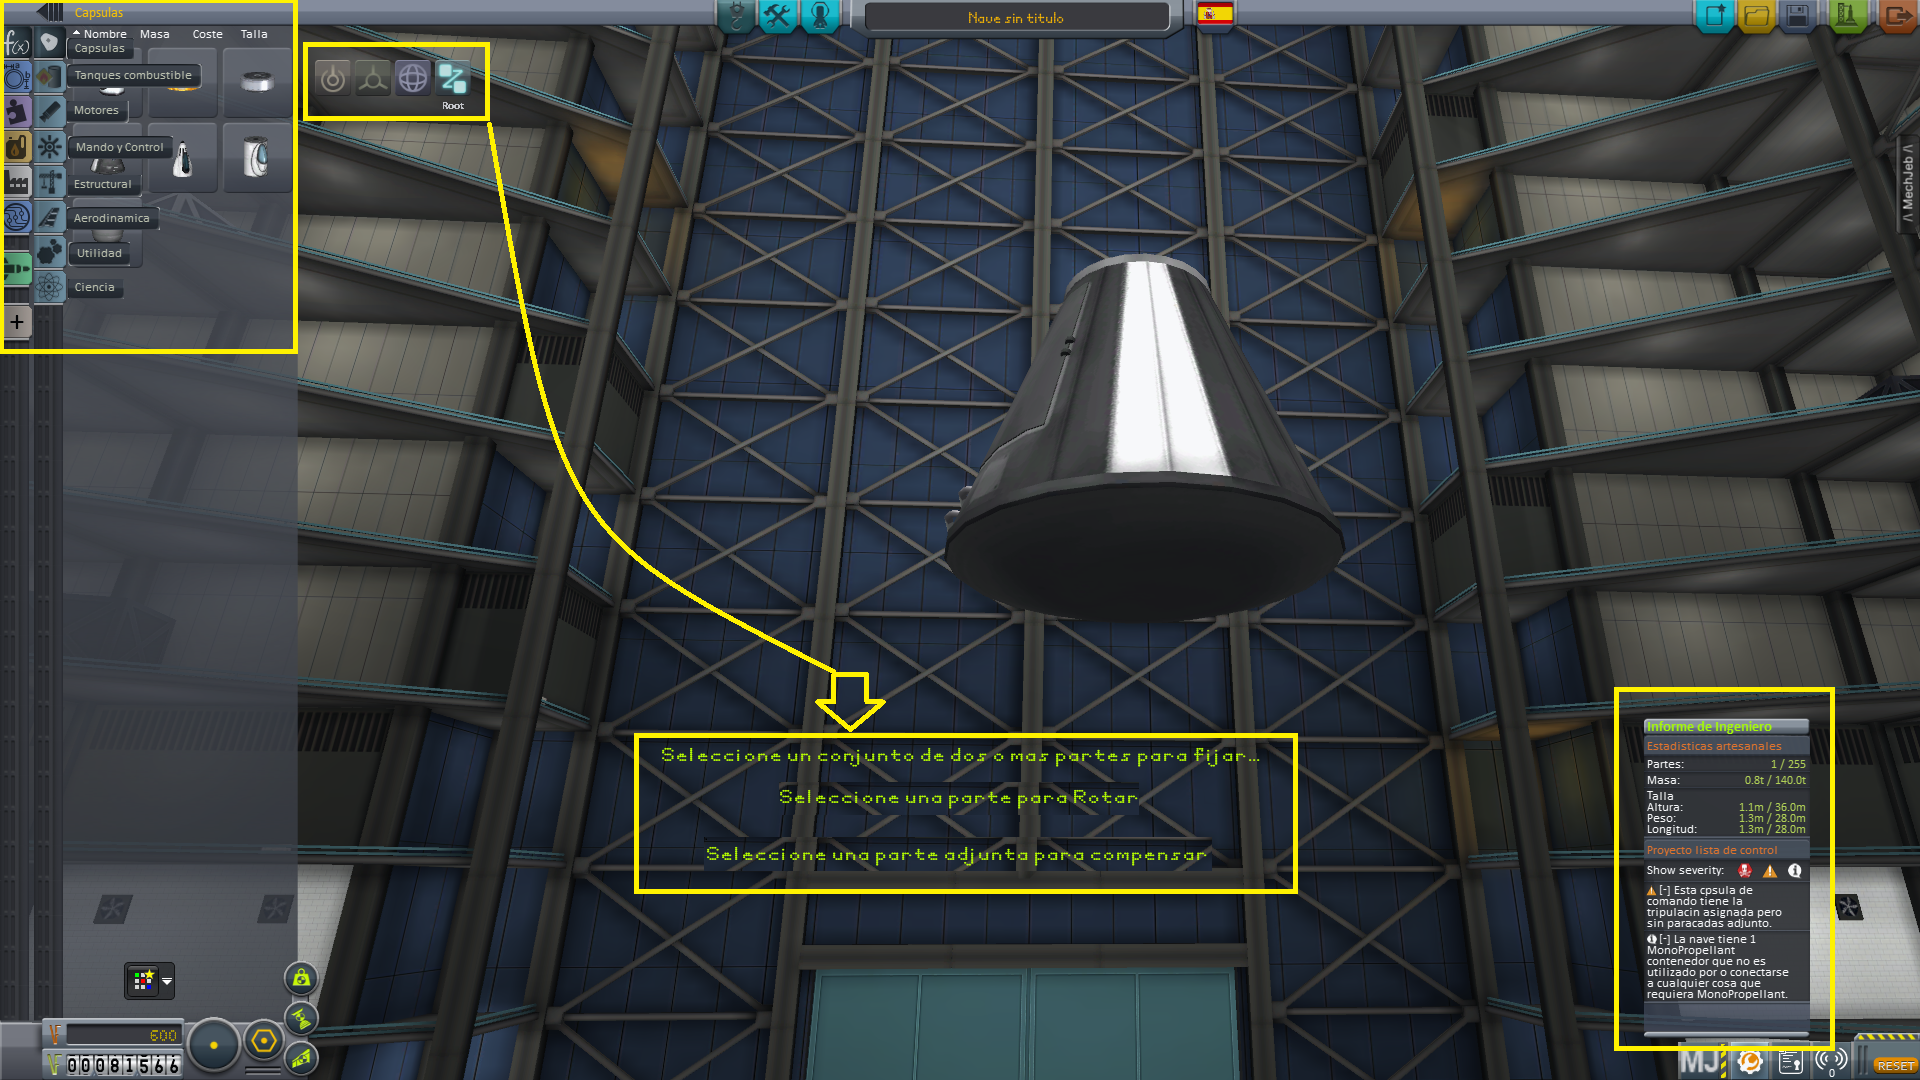 Capsulas
Nombre Masa Coste Talla
Capsulas
Tanques combustible
Motores
Mando y Control
Estructural
Aerodinamica
Utilidad
Ciencia
f(x)
+
Root
Nave sin titulo
/\ MechJeb /\
Seleccione un conjunto de dos o mas partes para fijar...
Seleccione una parte para Rotar
Seleccione una parte adjunta para compensar
Informe de Ingeniero
Estadisticas artesanales
Partes: 1 / 255
Masa: 0.8t / 140.0t
Talla
Altura: 1.1m / 36.0m
Peso: 1.3m / 28.0m
Longitud: 1.3m / 28.0m
Proyecto lista de control
Show severity:
[-] Esta cpsula de
comando tiene la
tripulacin asignada pero
sin paracadas adjunto.
[-] La nave tiene 1
MonoPropellant
contenedor que no es
utilizado por o conectarse
a cualquier cosa que
requiera MonoPropellant.
600
00081566
MJ
0
RESET